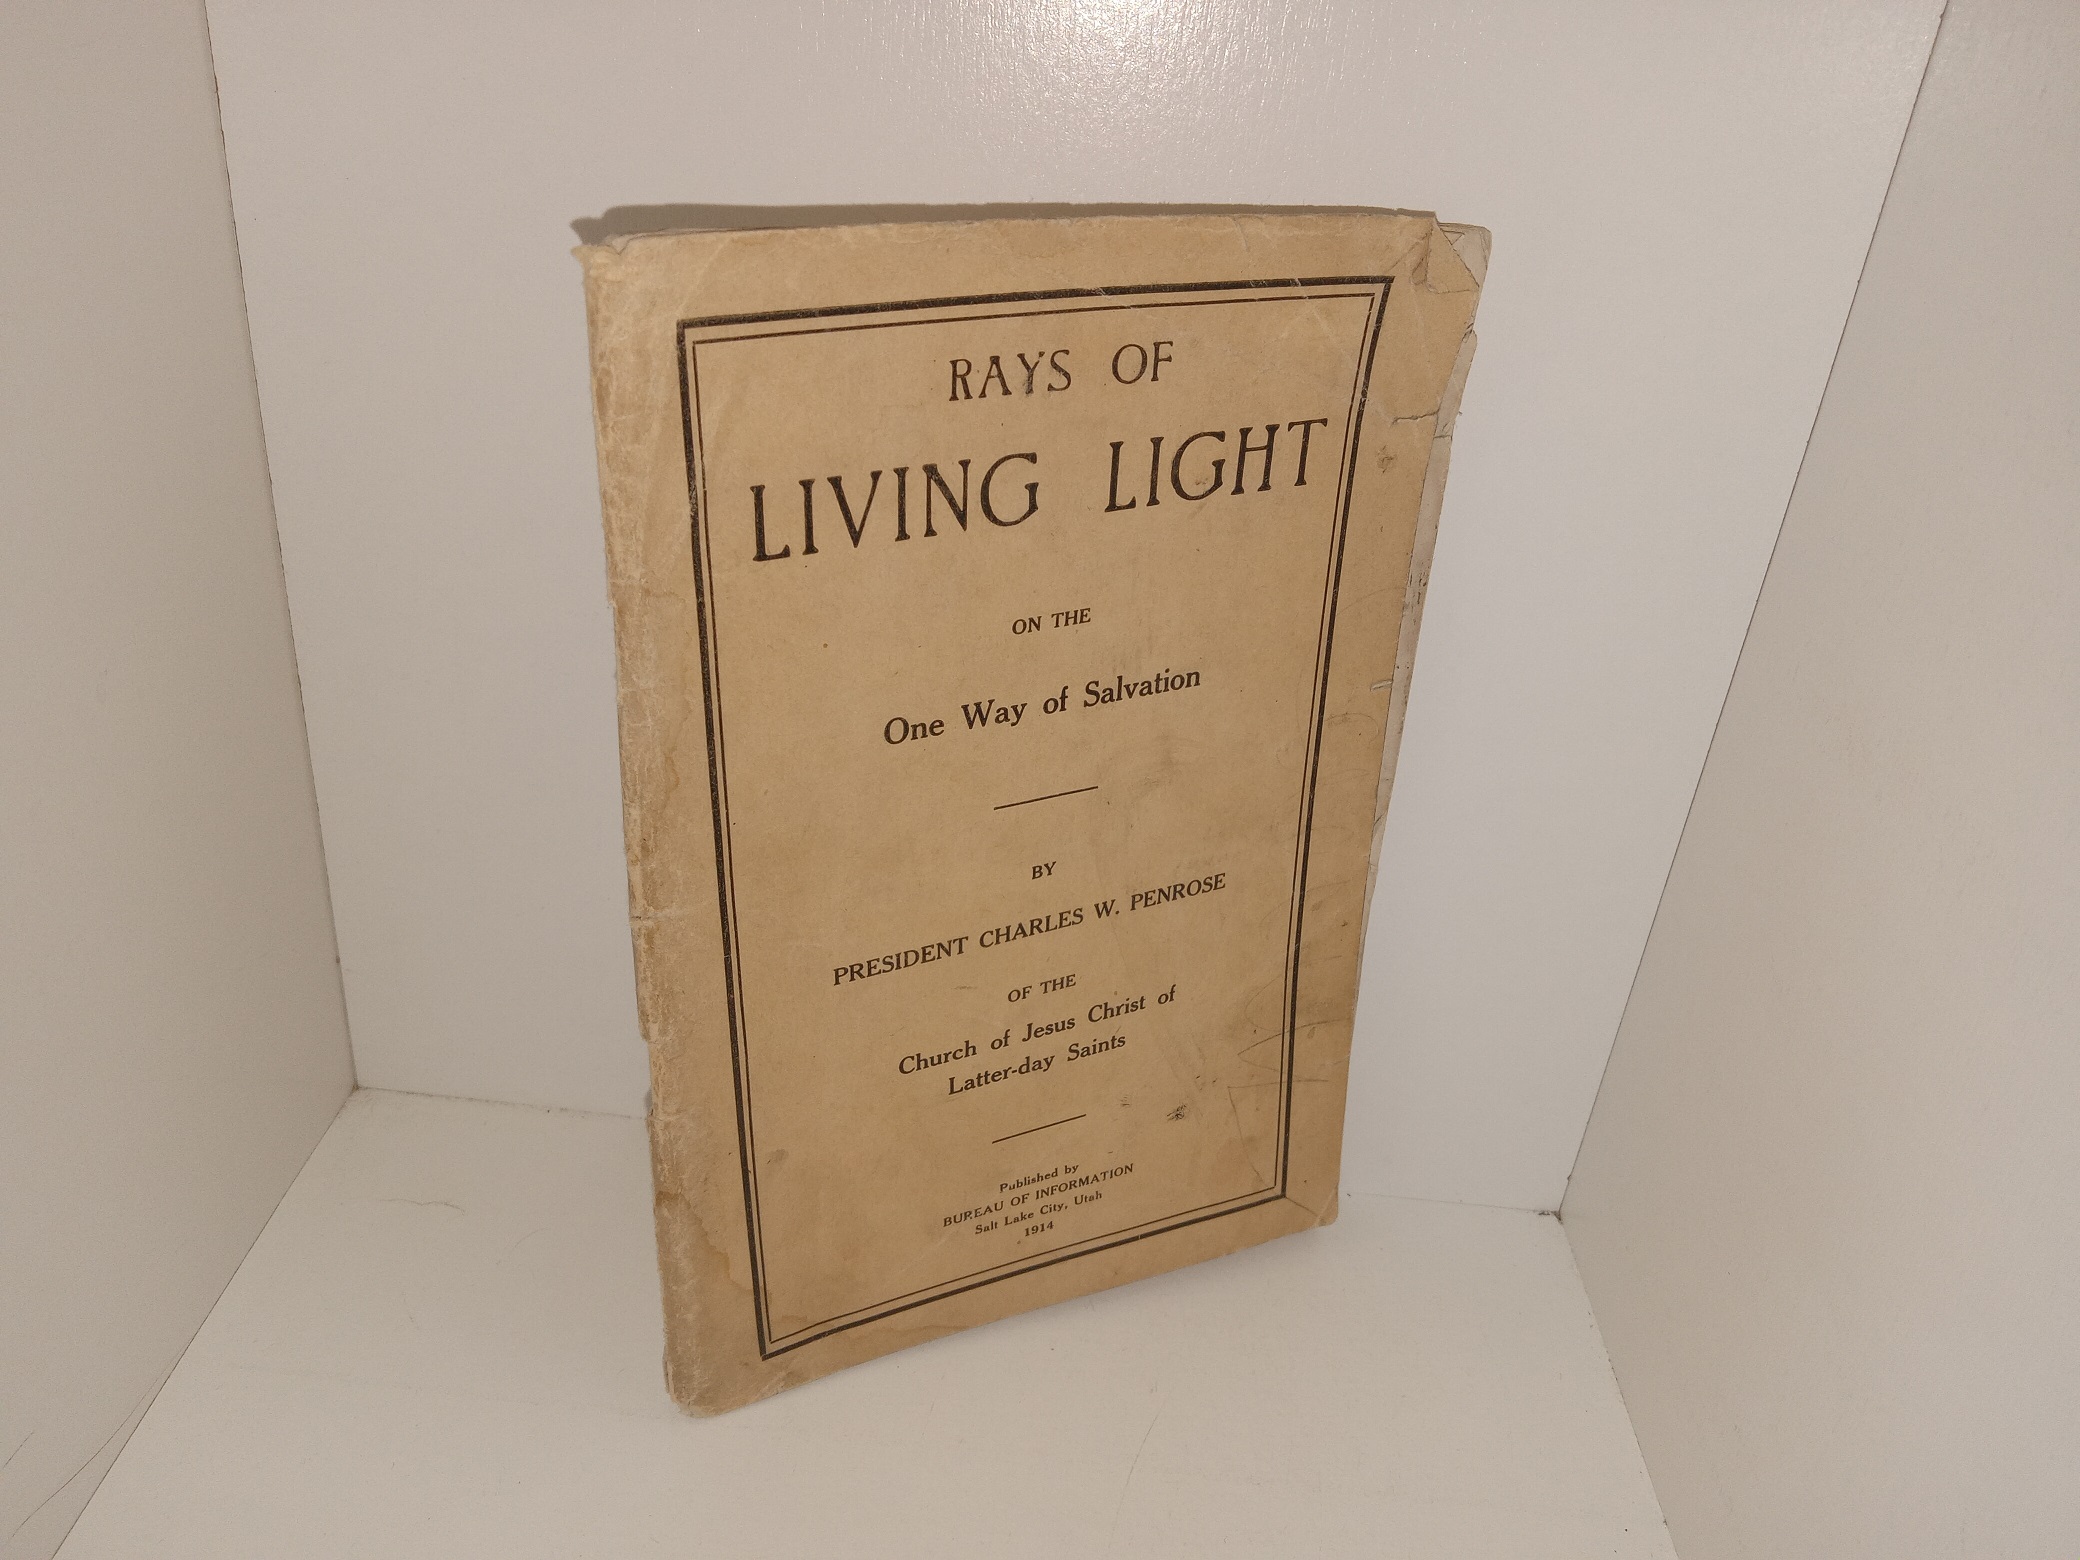 RAYS OF
LIVING LIGHT
ON THE
One Way of Salvation
BY
PRESIDENT CHARLES W. PENROSE
OF THE
Church of Jesus Christ of
Latter-day Saints
Published by
BUREAU OF INFORMATION
Salt Lake City, Utah
1914